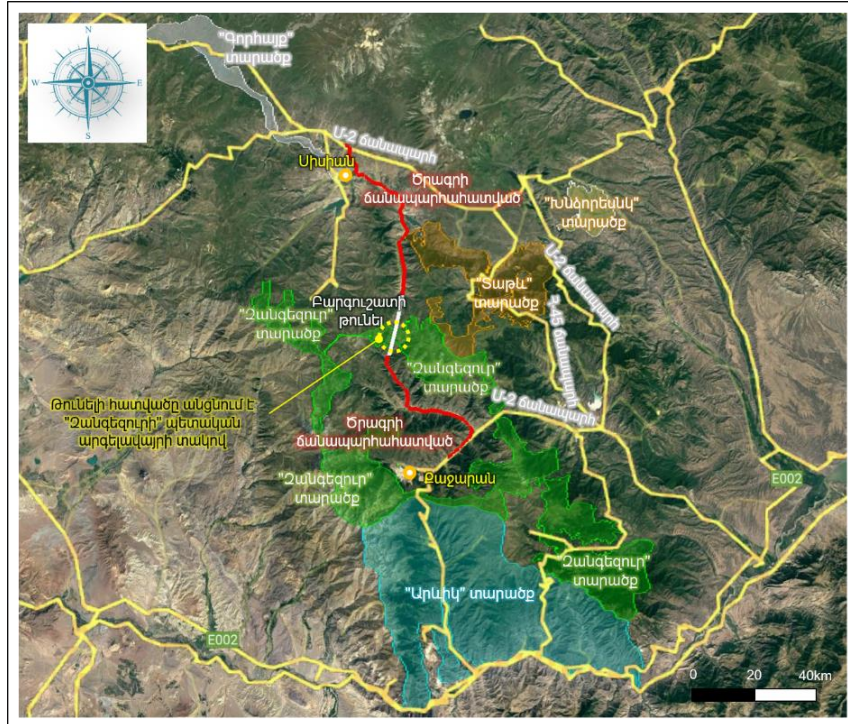 N
W
E
S
"Գորհայք"
տարածք
Մ-2 ճանապարհ
Սիսիան
Ծրագրի
ճանապարհահատված
"Խնձորեսնկ"
տարածք
Մ-2 ճանապարհ
"Տաթև"
տարածք
Հ-45 ճանապարհ
Բարգուշատի
թունել
"Զանգեզուր"
տարածք
"Զանգեզուր"
տարածք
Մ-2 ճանապարհ
Թունելի հատվածը անցնում է
"Զանգեզուրի" պետական
արգելավայրի տակով
Ծրագրի
ճանապարհահատված
"Զանգեզուր"
տարածք
Քաջարան
E002
"Զանգեզուր"
տարածք
"Արևիկ" տարածք
E002
0 20 40km